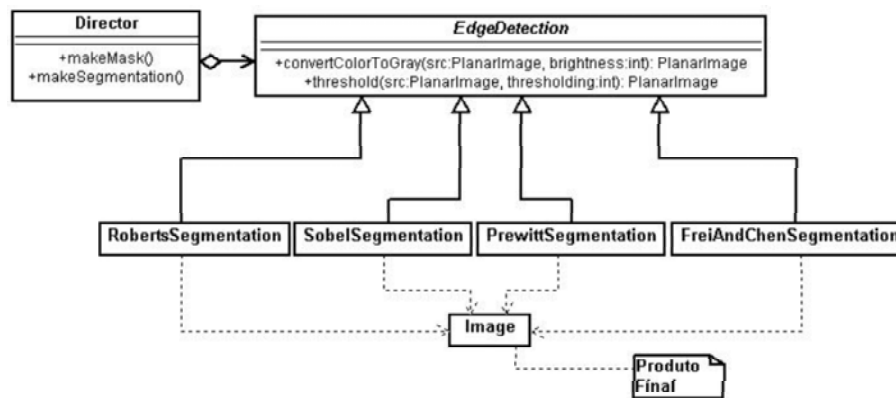 Director
+makeMask()
+makeSegmentation()
EdgeDetection
+convertColorToGray(src:PlanarImage, brightness:int): PlanarImage
+threshold(src:PlanarImage, thresholding:int): PlanarImage
RobertsSegmentation
SobelSegmentation
PrewittSegmentation
FreiAndChenSegmentation
Image
Produto
Final